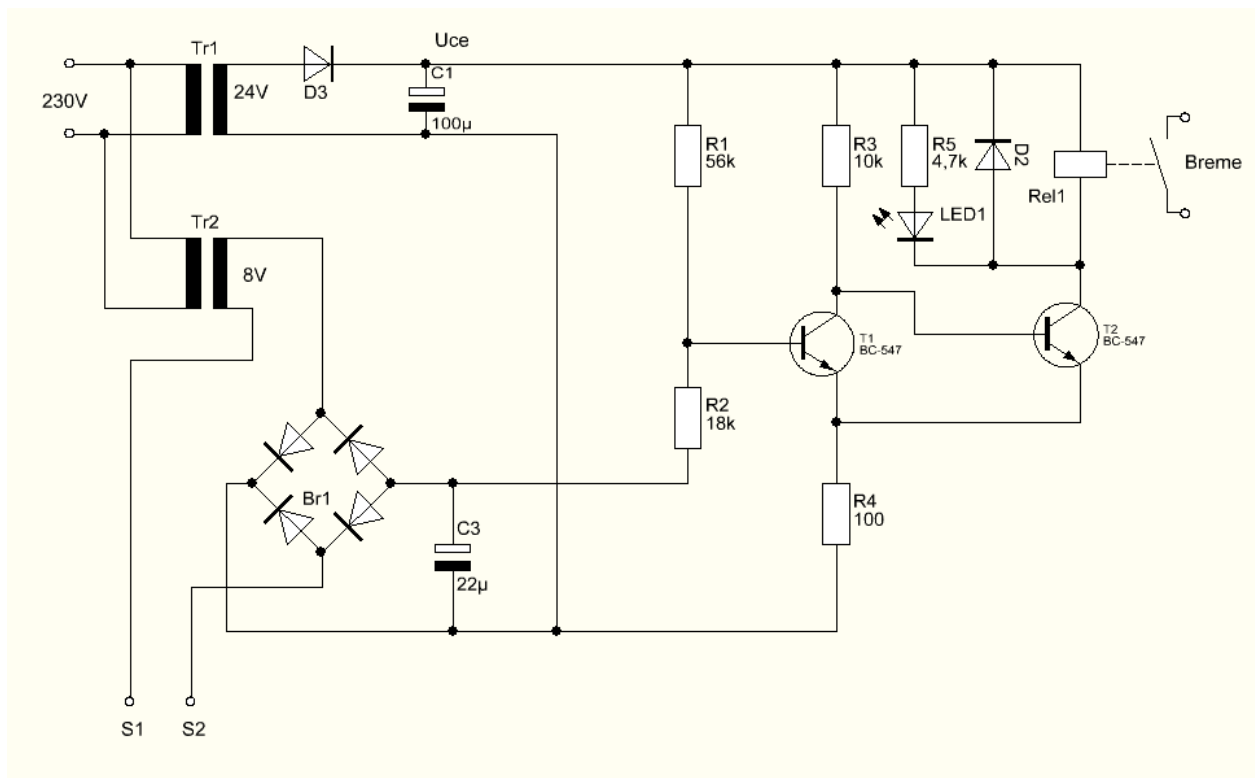 Tr1
Uce
230V
24V
D3
C1
100µ
R1
56k
R3
10k
R5
4,7k
D2
Rel1
Breme
LED1
Tr2
8V
T1
BC-547
T2
BC-547
R2
18k
Br1
R4
100
C3
22µ
S1
S2